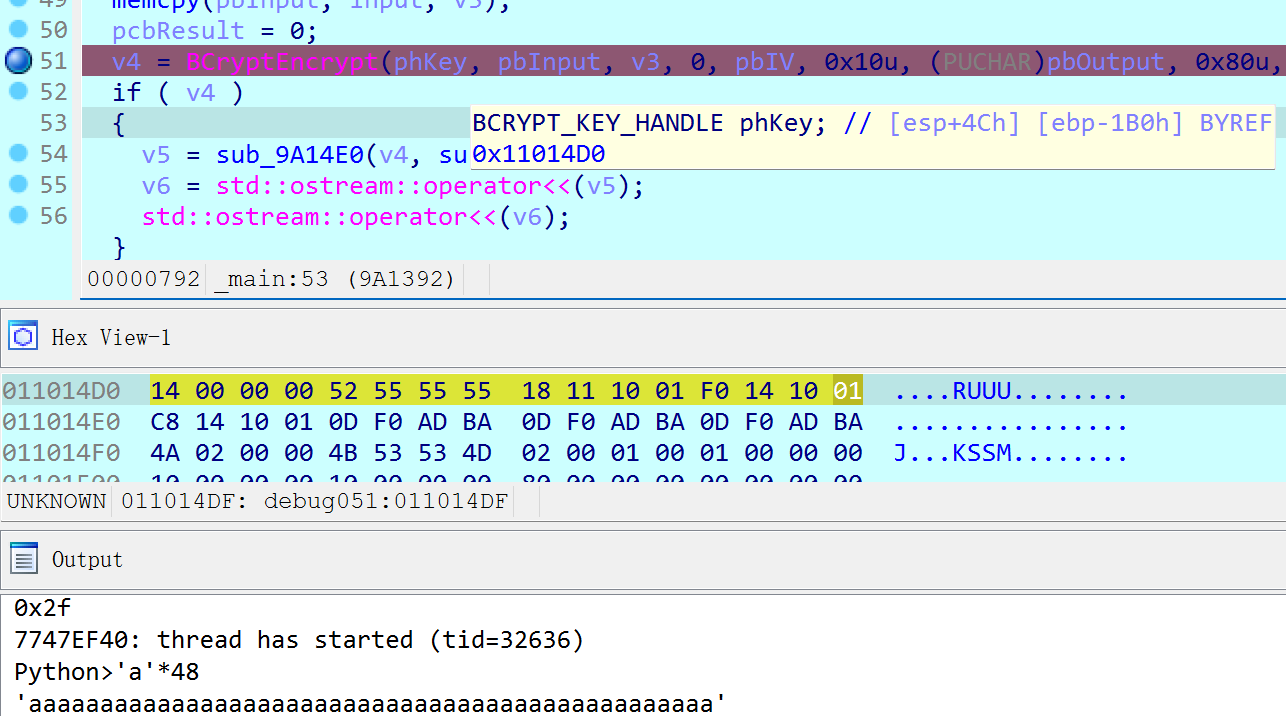 49 memcpy(pbInput, input, v3);
50 pcbResult = 0;
51 v4 = BCryptEncrypt(phKey, pbInput, v3, 0, pbIV, 0x10u, (PUCHAR)pbOutput, 0x80u,
52 if ( v4 )
53 {
BCRYPT_KEY_HANDLE phKey; // [esp+4Ch] [ebp-1B0h] BYREF
54 v5 = sub_9A14E0(v4, su
0x11014D0
55 v6 = std::ostream::operator<<(v5);
56 std::ostream::operator<<(v6);
}
00000792 _main:53 (9A1392)
Hex View-1
011014D0 14 00 00 00 52 55 55 55 18 11 10 01 F0 14 10 01 ....RUUU........
011014E0 C8 14 10 01 0D F0 AD BA 0D F0 AD BA 0D F0 AD BA ................
011014F0 4A 02 00 00 4B 53 53 4D 02 00 01 00 01 00 00 00 J...KSSM........
UNKNOWN 011014DF: debug051:011014DF
Output
0x2f
7747EF40: thread has started (tid=32636)
Python>'a'*48
'aaaaaaaaaaaaaaaaaaaaaaaaaaaaaaaaaaaaaaaaaaaaaaaa'